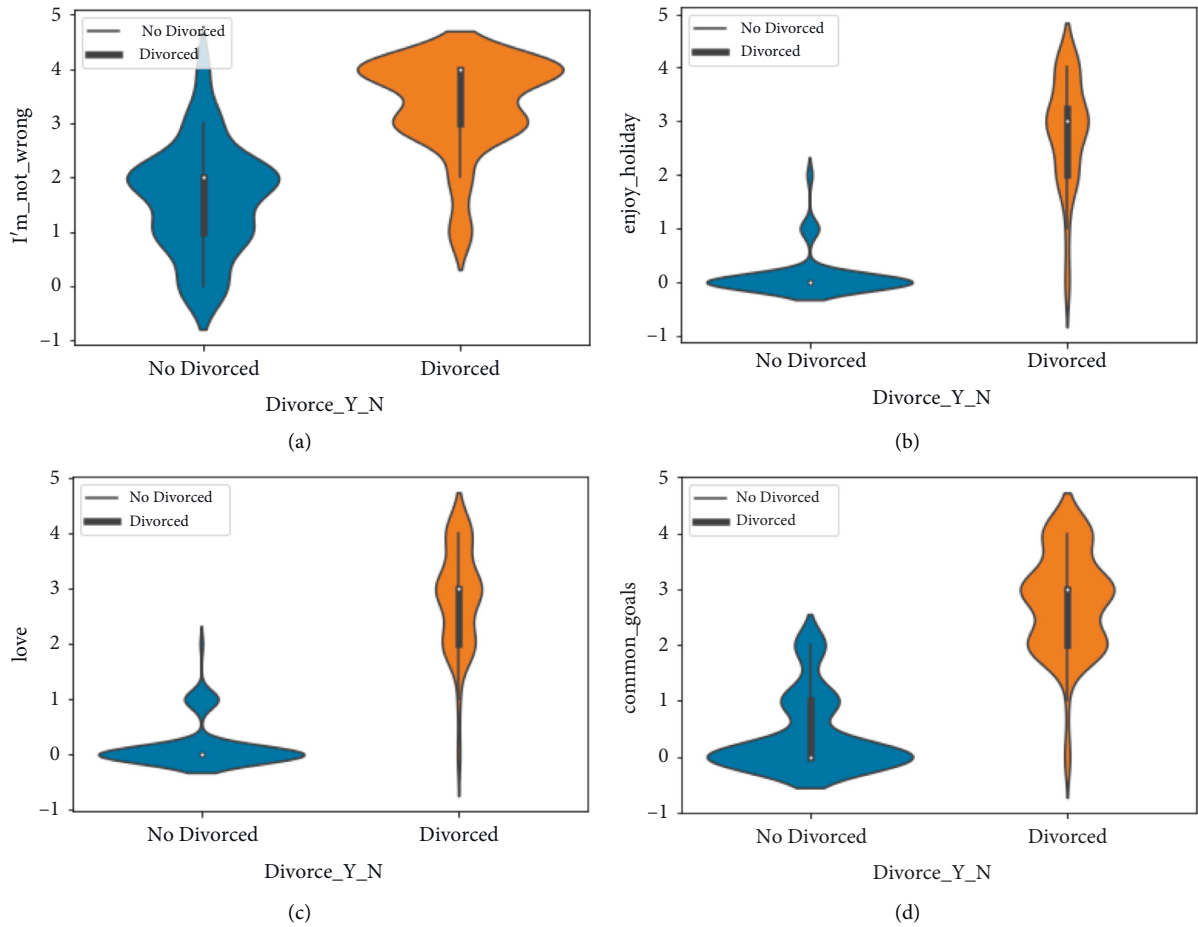 5
4
3
2
1
0
−1
I'm_not_wrong
No Divorced
Divorced
No Divorced
Divorced
Divorce_Y_N
(a)
5
4
3
2
1
0
−1
enjoy_holiday
No Divorced
Divorced
No Divorced
Divorced
Divorce_Y_N
(b)
5
4
3
2
1
0
−1
love
No Divorced
Divorced
No Divorced
Divorced
Divorce_Y_N
(c)
5
4
3
2
1
0
−1
common_goals
No Divorced
Divorced
No Divorced
Divorced
Divorce_Y_N
(d)